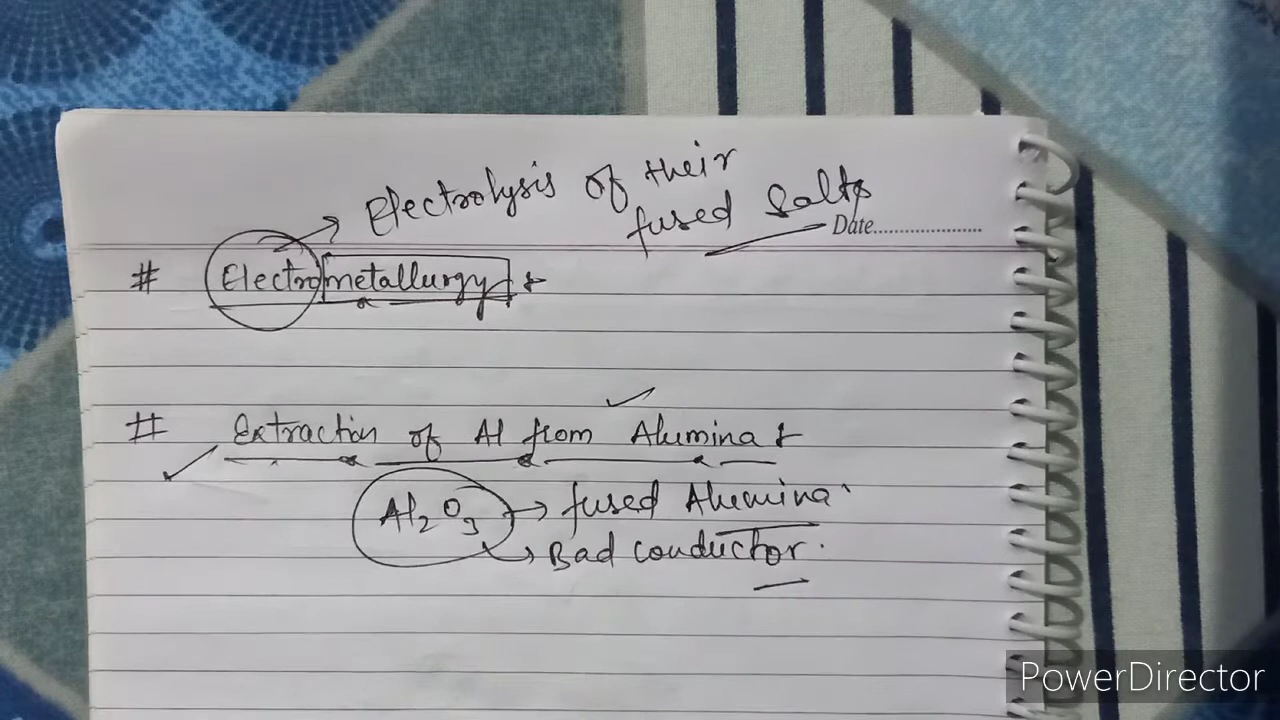 Electrolysis of their
fused Salts
Date....................
# Electrometallurgy :-
# Extraction of Al from Alumina :-
Al2O3 → fused Alumina
→ Bad conductor.
PowerDirector